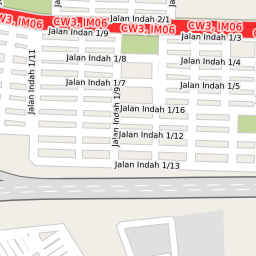 CW3, IM06
CW3, IM06
CW3, IM06
Jalan Indah 2/1
Jalan Indah 1/9
Jalan Indah 1/3
Jalan Indah 1/8
Jalan Indah 1/4
Jalan Indah 1/11
Jalan Indah 1/7
Jalan Indah 1/5
Jalan Indah 1/9
Jalan Indah 1/16
Jalan Indah 1/12
Jalan Indah 1/13